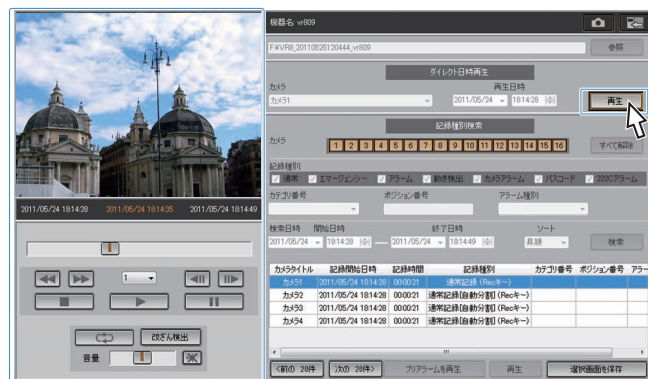 機器名: vr809
F:¥VR8_20110525120444_vr809
参照
ダイレクト日時再生
カメラ
再生日時
カメラ1
2011/05/24
18:14:28
再生
記録種別検索
カメラ
1 2 3 4 5 6 7 8 9 10 11 12 13 14 15 16
すべて解除
記録種別
通常 エマージェンシー アラーム 動き検出 カメラアラーム パスコード 232Cアラーム
カテゴリ番号 ポジション番号 アラーム種別
検索日時 開始日時 終了日時 ソート
2011/05/24 18:14:28 — 2011/05/24 18:14:49 昇順 検索
カメラタイトル 記録開始日時 記録時間 記録種別 カテゴリ番号 ポジション番号 アラー
カメラ1 2011/05/24 18:14:28 00:00:21 通常記録 (Recキー)
カメラ2 2011/05/24 18:14:28 00:00:21 通常記録[自動分割] (Recキー)
カメラ3 2011/05/24 18:14:28 00:00:21 通常記録[自動分割] (Recキー)
カメラ4 2011/05/24 18:14:28 00:00:21 通常記録[自動分割] (Recキー)
<前の 20件 次の 20件> プリアラームを再生 再生 選択画面を保存
2011/05/24 18:14:28 2011/05/24 18:14:35 2011/05/24 18:14:49
1
改ざん検出
音量